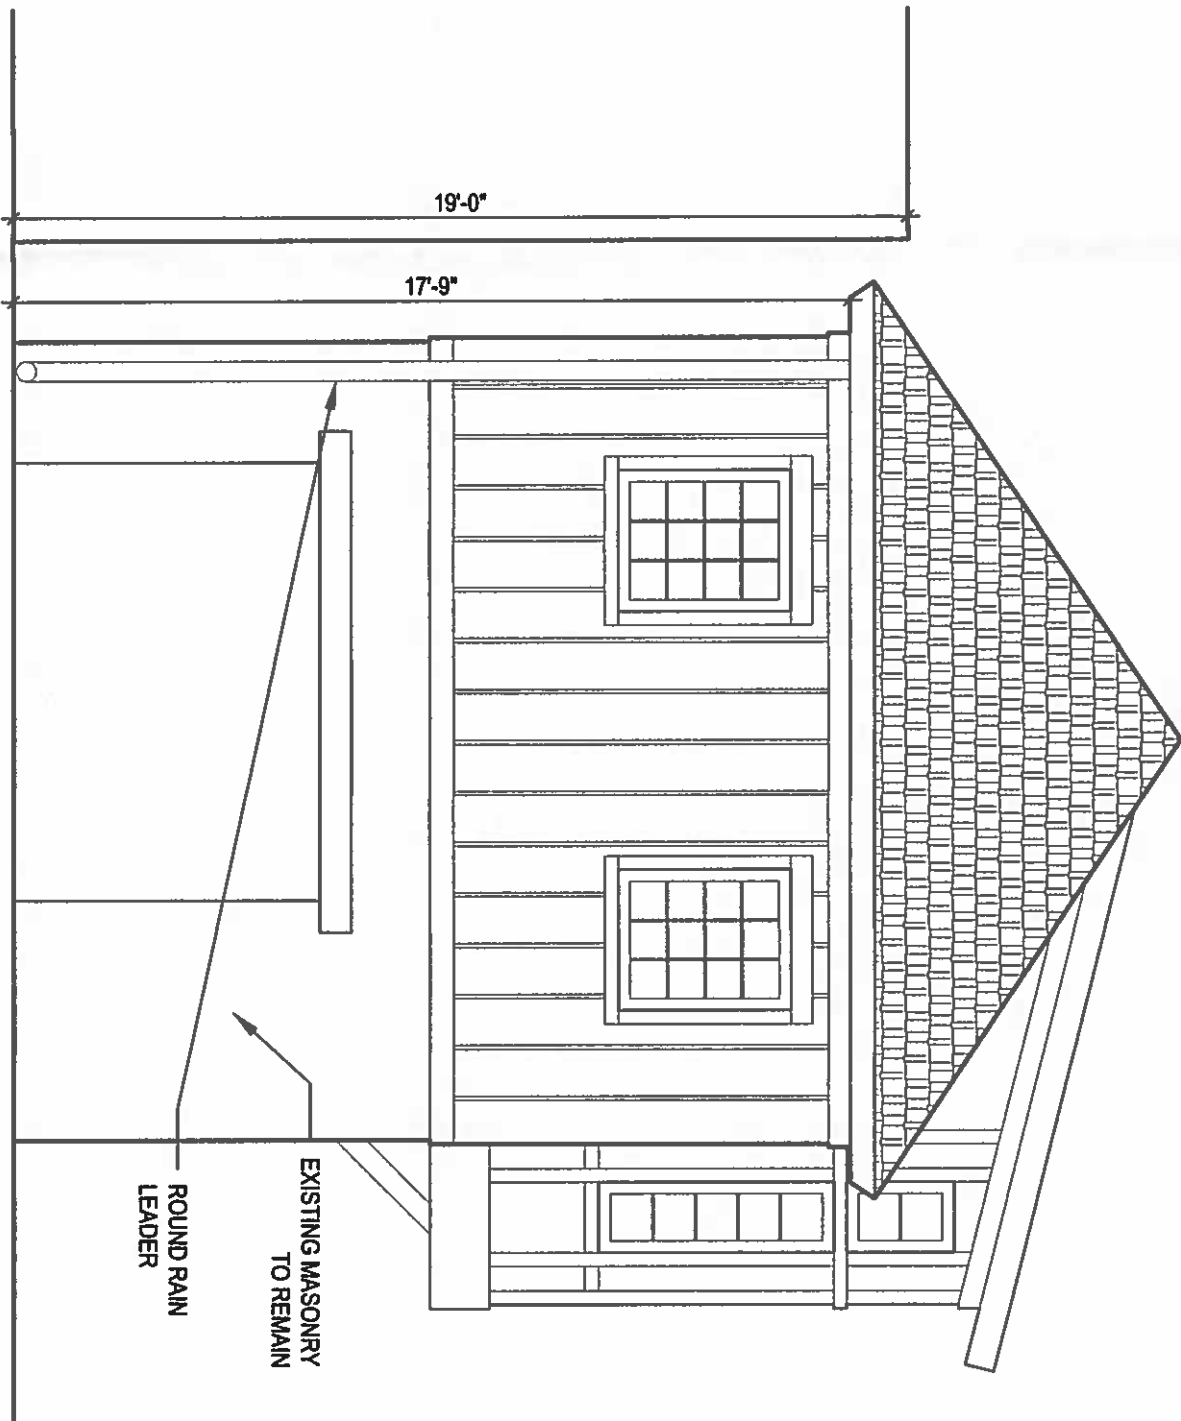 19'-0"
17'-9"
EXISTING MASONRY
TO REMAIN
ROUND RAIN
LEADER